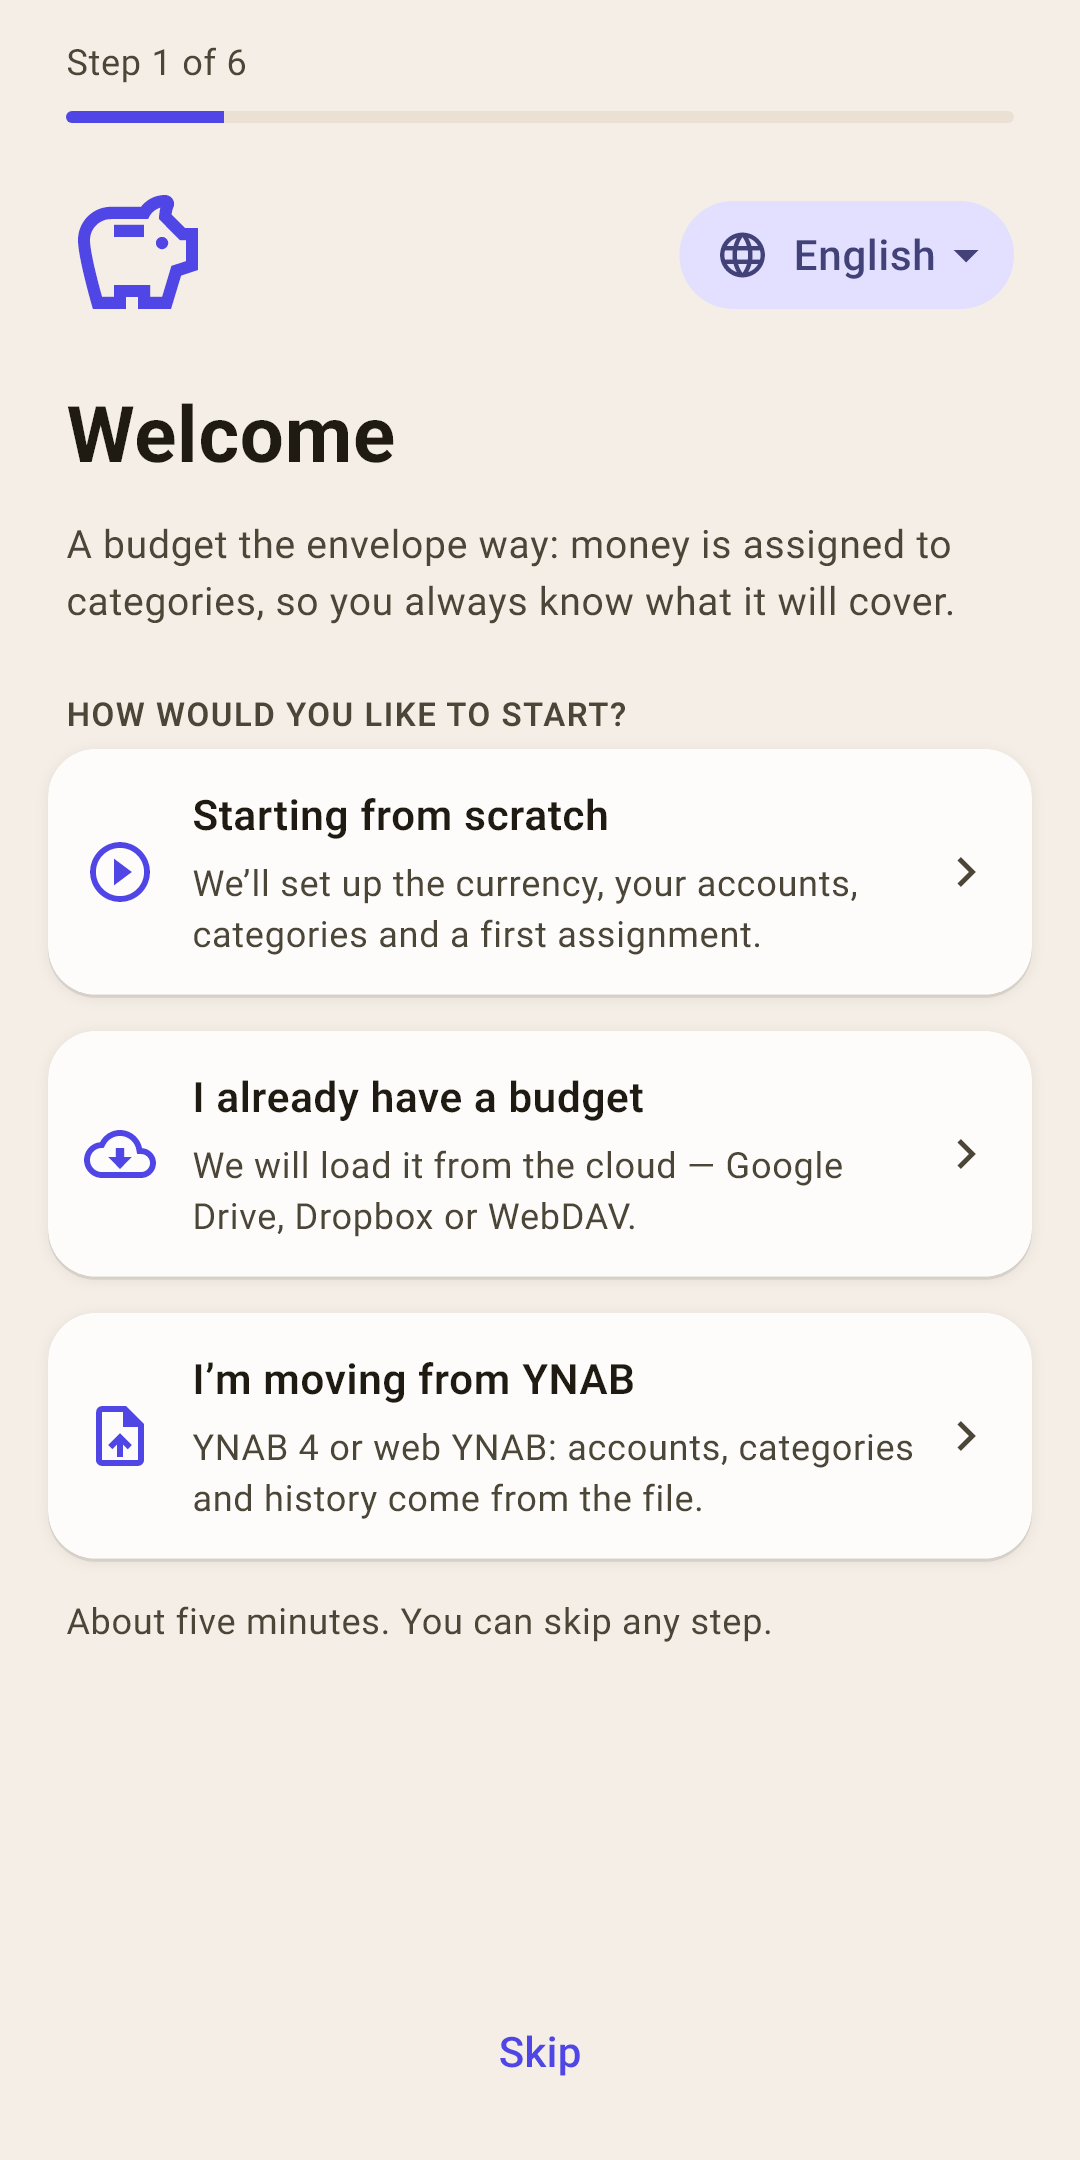 Step 1 of 6
English
Welcome
A budget the envelope way: money is assigned to
categories, so you always know what it will cover.
HOW WOULD YOU LIKE TO START?
Starting from scratch
We’ll set up the currency, your accounts,
categories and a first assignment.
I already have a budget
We will load it from the cloud — Google
Drive, Dropbox or WebDAV.
I’m moving from YNAB
YNAB 4 or web YNAB: accounts, categories
and history come from the file.
About five minutes. You can skip any step.
Skip